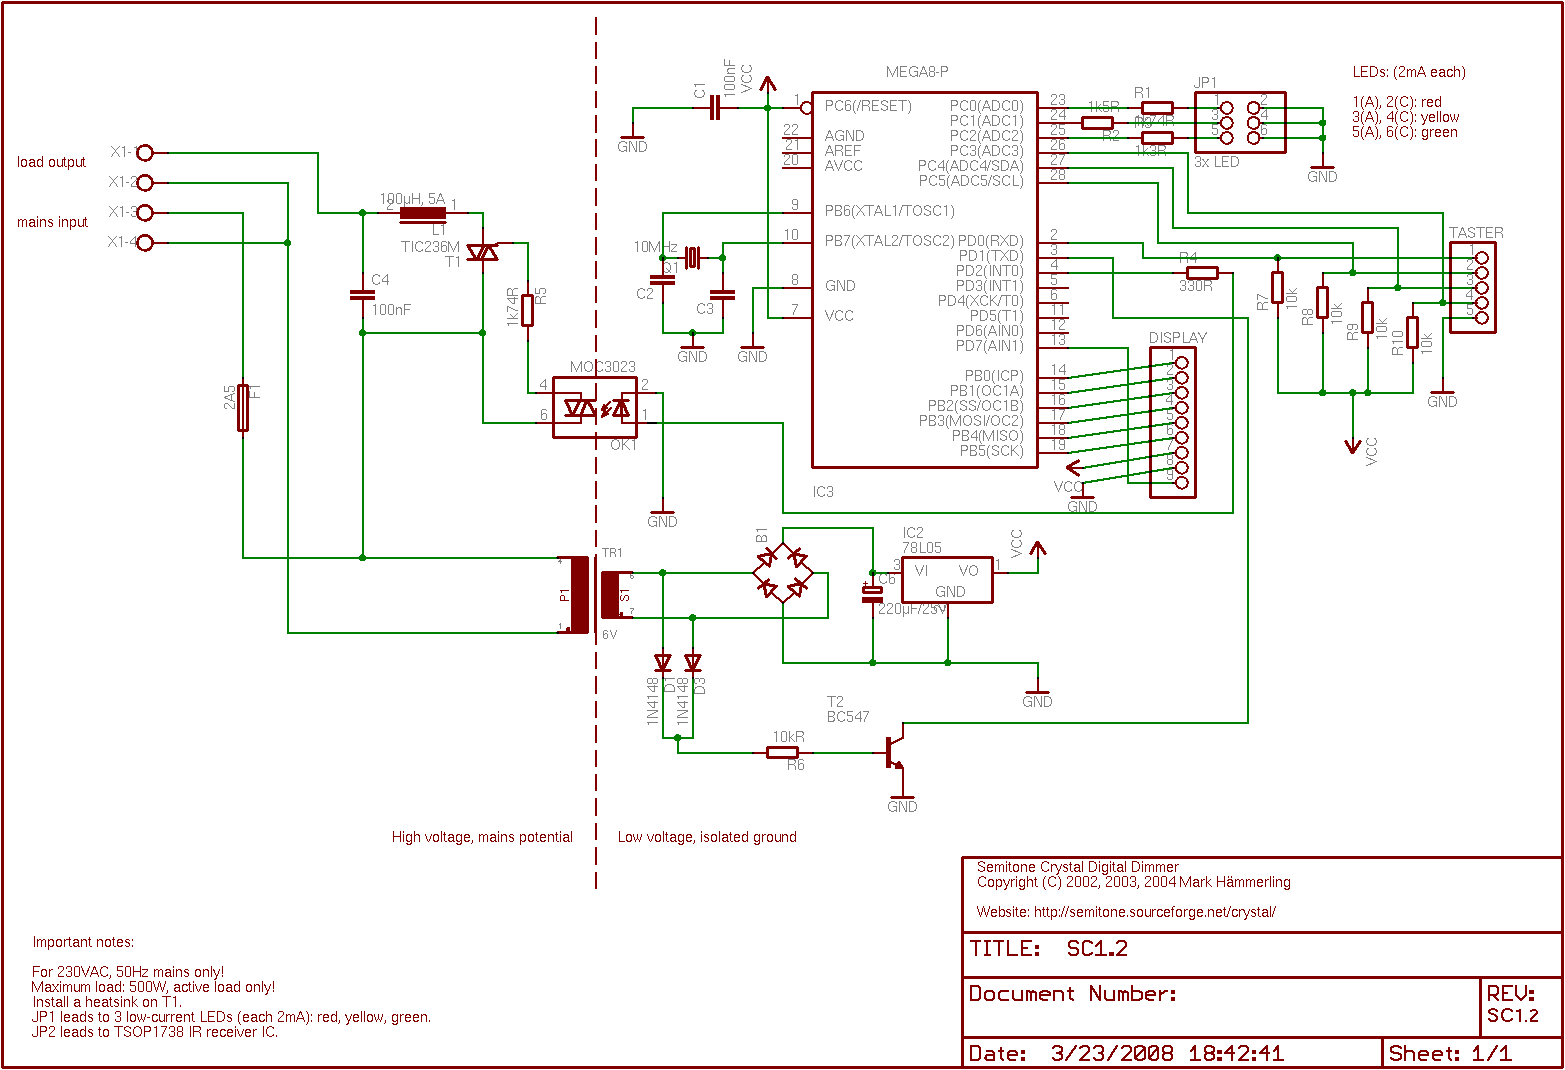 LEDs: (2mA each)
1(A), 2(C): red
3(A), 4(C): yellow
5(A), 6(C): green
load output
mains input
X1-1
X1-2
X1-3
X1-4
100µH, 5A
2
1
L1
TIC236M
T1
C4
100nF
1k74R
R5
2A5
F1
MOC3023
4
6
2
1
OK1
GND
C1
100nF
VCC
GND
10MHz
Q1
C2
C3
GND
GND
MEGA8-P
1
22
21
20
9
10
8
7
PC6(/RESET)
AGND
AREF
AVCC
PB6(XTAL1/TOSC1)
PB7(XTAL2/TOSC2)
GND
VCC
PC0(ADC0)
PC1(ADC1)
PC2(ADC2)
PC3(ADC3)
PC4(ADC4/SDA)
PC5(ADC5/SCL)
PD0(RXD)
PD1(TXD)
PD2(INT0)
PD3(INT1)
PD4(XCK/T0)
PD5(T1)
PD6(AIN0)
PD7(AIN1)
PB0(ICP)
PB1(OC1A)
PB2(SS/OC1B)
PB3(MOSI/OC2)
PB4(MISO)
PB5(SCK)
23
24
25
26
27
28
2
3
4
5
6
11
12
13
14
15
16
17
18
19
IC3
R1
1k5R
R2
1k3R
JP1
1
2
3
4
5
6
3x LED
GND
R4
330R
TASTER
1
2
3
4
5
R7
10k
R8
10k
R9
10k
R10
10k
GND
VCC
DISPLAY
1
2
3
4
5
6
7
8
9
VCC
GND
TR1
P1
S1
4
1
6
7
6V
B1
IC2
78L05
VCC
3
VI
VO
1
GND
+
C6
220µF/25V
GND
1N4148
D1
1N4148
D3
T2
BC547
10kR
R6
GND
High voltage, mains potential
Low voltage, isolated ground
Important notes:
For 230VAC, 50Hz mains only!
Maximum load: 500W, active load only!
Install a heatsink on T1.
JP1 leads to 3 low-current LEDs (each 2mA): red, yellow, green.
JP2 leads to TSOP1738 IR receiver IC.
Semitone Crystal Digital Dimmer
Copyright (C) 2002, 2003, 2004 Mark Hämmerling
Website: http://semitone.sourceforge.net/crystal/
TITLE: SC1.2
Document Number:
REV:
SC1.2
Date: 3/23/2008 18:42:41
Sheet: 1/1